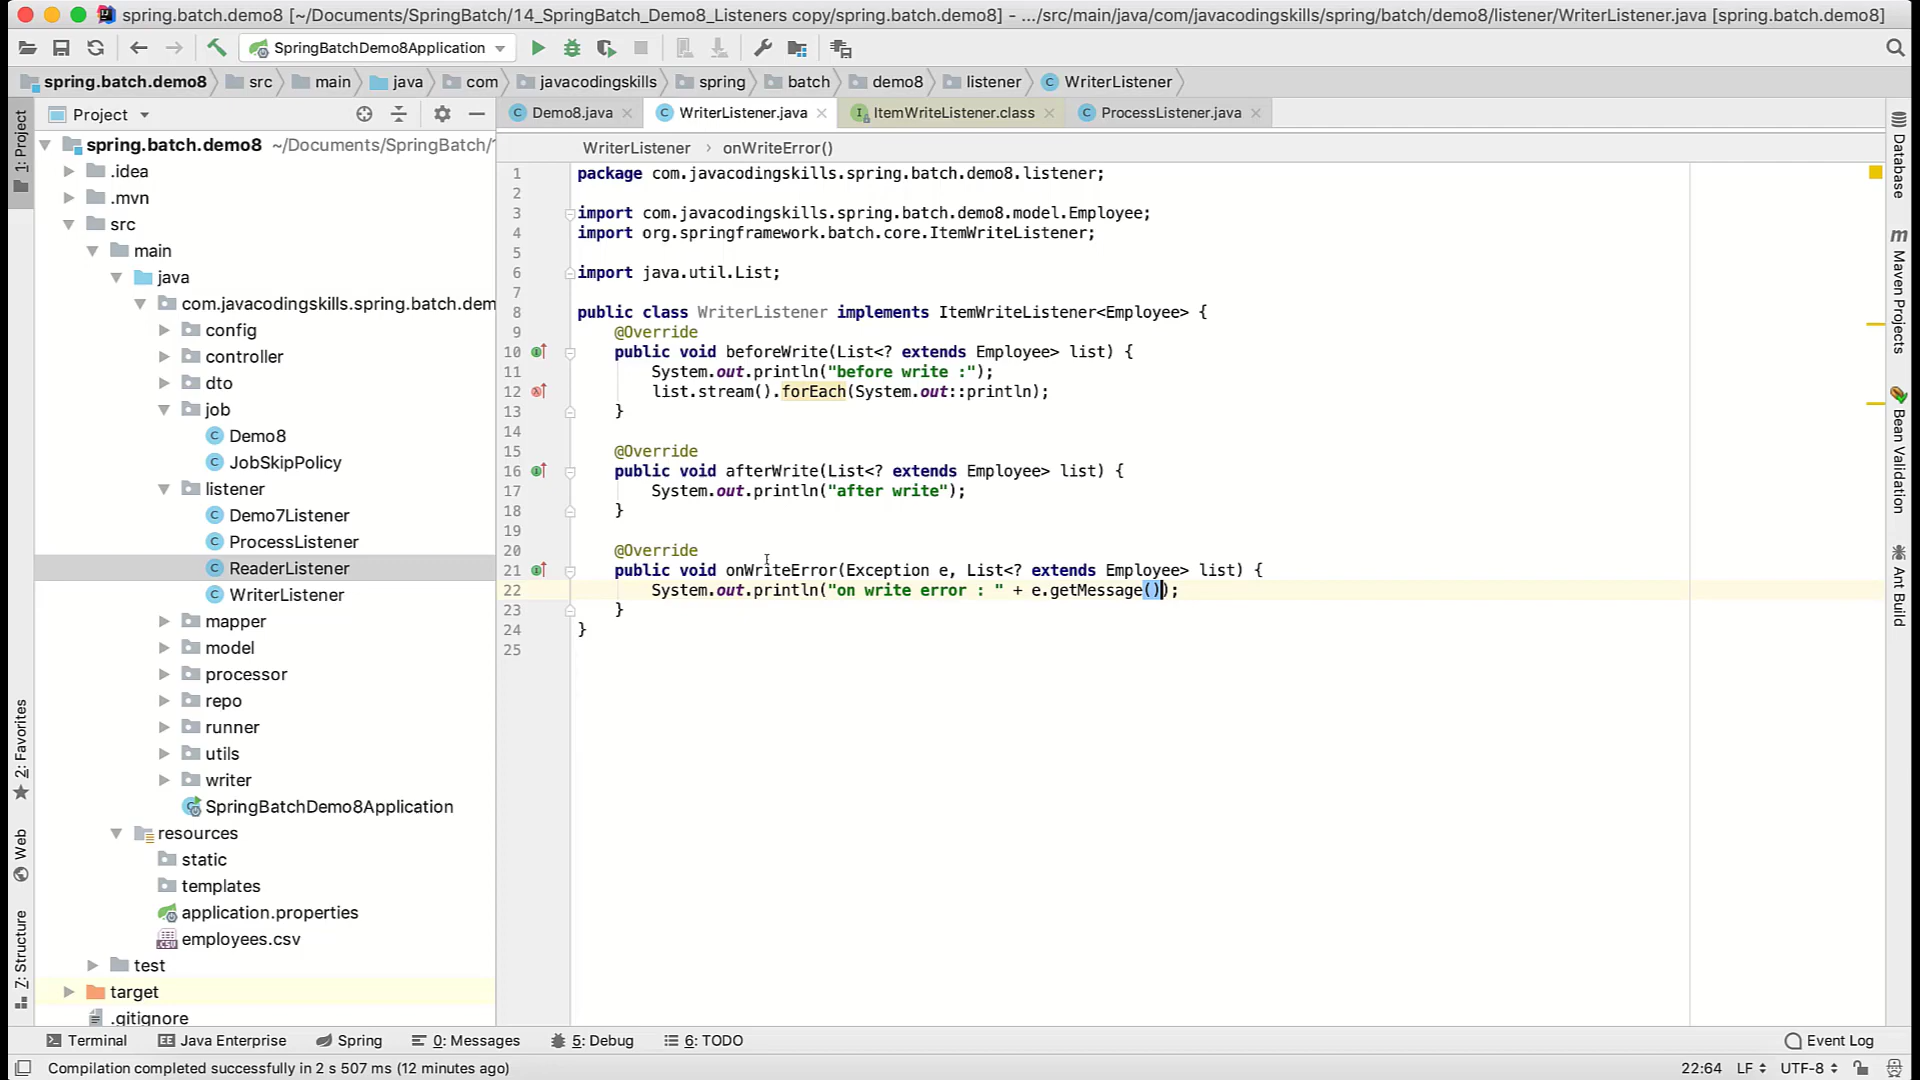 spring.batch.demo8 [~/Documents/SpringBatch/14_SpringBatch_Demo8_Listeners copy/spring.batch.demo8] - .../src/main/java/com/javacodingskills/spring/batch/demo8/listener/WriterListener.java [spring.batch.demo8]
SpringBatchDemo8Application
spring.batch.demo8 src main java com javacodingskills spring batch demo8 listener WriterListener
Project
Demo8.java WriterListener.java ItemWriteListener.class ProcessListener.java
WriterListener › onWriteError()
1: Project
2: Favorites
Web
Z: Structure
spring.batch.demo8 ~/Documents/SpringBatch/1
.idea
.mvn
src
main
java
com.javacodingskills.spring.batch.dem
config
controller
dto
job
Demo8
JobSkipPolicy
listener
Demo7Listener
ProcessListener
ReaderListener
WriterListener
mapper
model
processor
repo
runner
utils
writer
SpringBatchDemo8Application
resources
static
templates
application.properties
employees.csv
test
target
.gitignore
1 package com.javacodingskills.spring.batch.demo8.listener;
2
3 import com.javacodingskills.spring.batch.demo8.model.Employee;
4 import org.springframework.batch.core.ItemWriteListener;
5
6 import java.util.List;
7
8 public class WriterListener implements ItemWriteListener<Employee> {
9 @Override
10 public void beforeWrite(List<? extends Employee> list) {
11 System.out.println("before write :");
12 list.stream().forEach(System.out::println);
13 }
14
15 @Override
16 public void afterWrite(List<? extends Employee> list) {
17 System.out.println("after write");
18 }
19
20 @Override
21 public void onWriteError(Exception e, List<? extends Employee> list) {
22 System.out.println("on write error : " + e.getMessage());
23 }
24 }
25
Database
m Maven Projects
Bean Validation
Ant Build
Terminal Java Enterprise Spring 0: Messages 5: Debug 6: TODO Event Log
Compilation completed successfully in 2 s 507 ms (12 minutes ago) 22:64 LF UTF-8